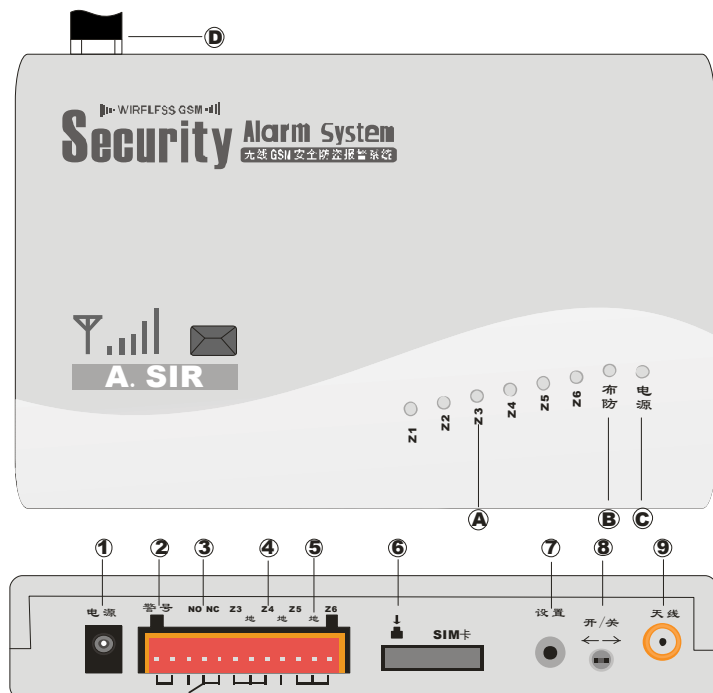 D
WIRELESS GSM
Security Alarm System
无线GSM安全防盗报警系统
A. SIR
Z1 Z2 Z3 Z4 Z5 Z6 布防 电源
A B C
1 2 3 4 5 6 7 8 9
电源 警号 NO NC Z3 地 Z4 地 Z5 地 Z6
↓ SIM卡
设置
开/关
←→
天线